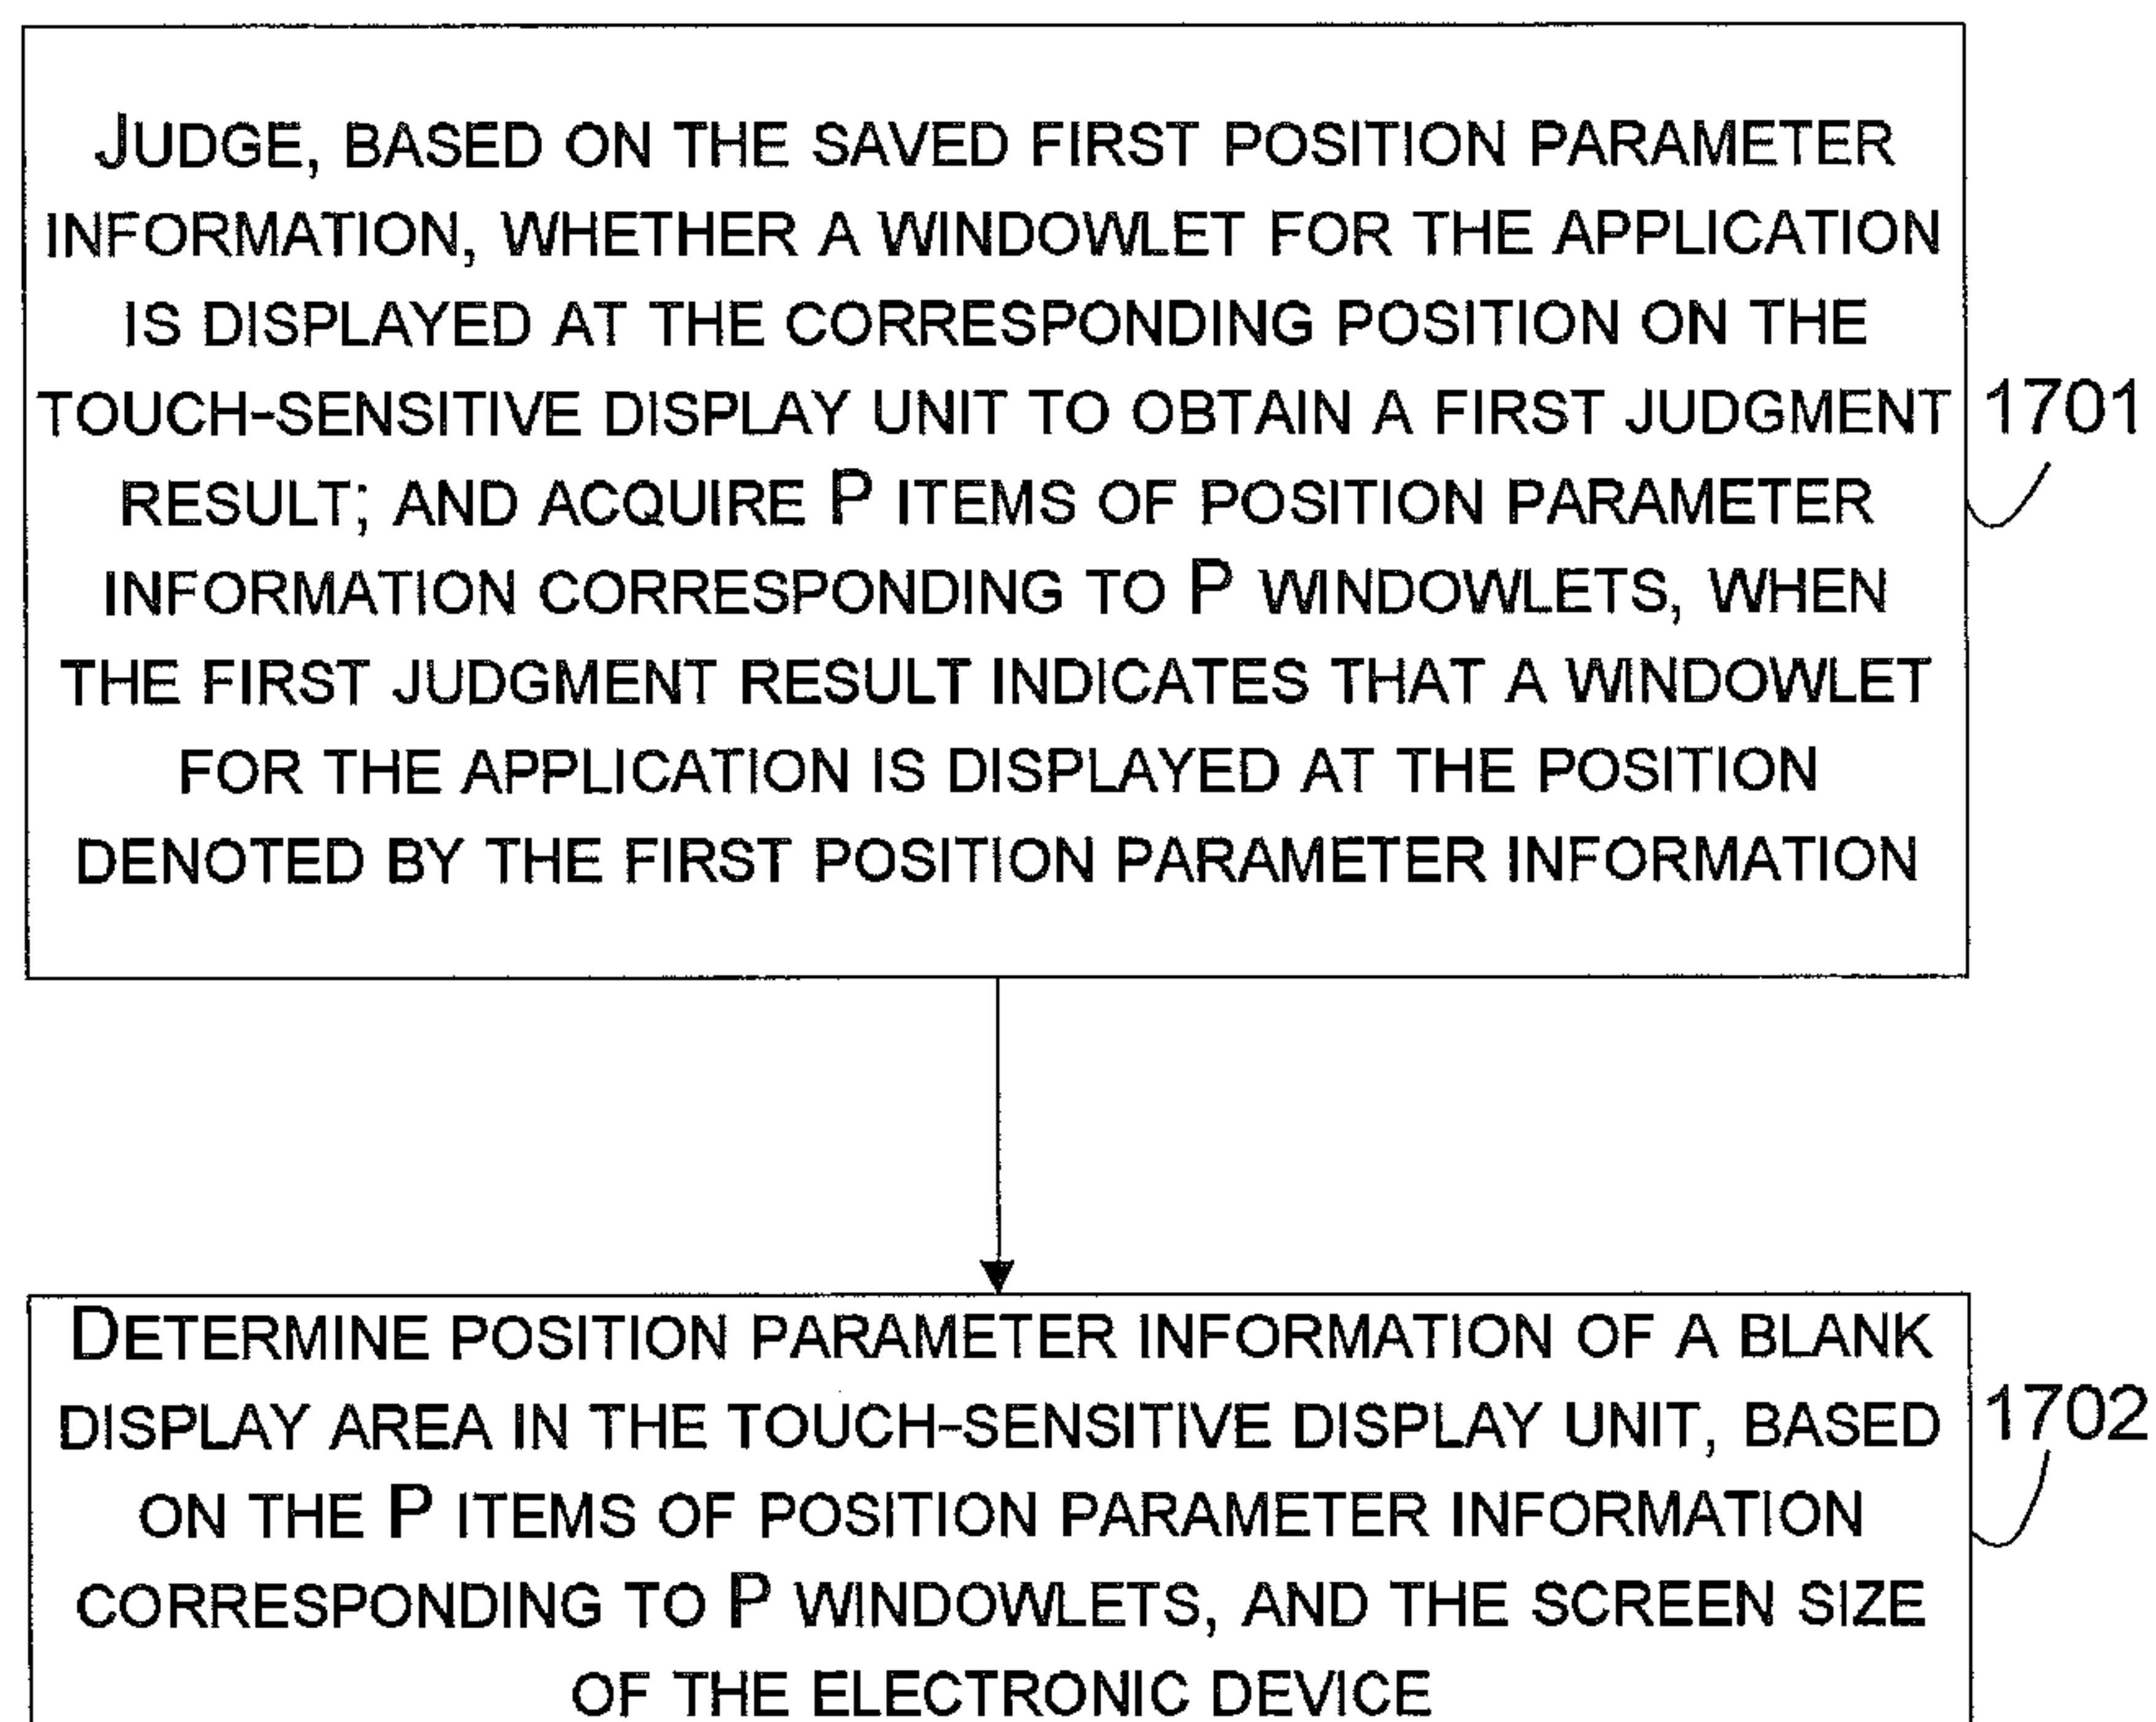 JUDGE, BASED ON THE SAVED FIRST POSITION PARAMETER
INFORMATION, WHETHER A WINDOWLET FOR THE APPLICATION
IS DISPLAYED AT THE CORRESPONDING POSITION ON THE
TOUCH-SENSITIVE DISPLAY UNIT TO OBTAIN A FIRST JUDGMENT
RESULT; AND ACQUIRE P ITEMS OF POSITION PARAMETER
INFORMATION CORRESPONDING TO P WINDOWLETS, WHEN
THE FIRST JUDGMENT RESULT INDICATES THAT A WINDOWLET
FOR THE APPLICATION IS DISPLAYED AT THE POSITION
DENOTED BY THE FIRST POSITION PARAMETER INFORMATION
1701
DETERMINE POSITION PARAMETER INFORMATION OF A BLANK
DISPLAY AREA IN THE TOUCH-SENSITIVE DISPLAY UNIT, BASED
ON THE P ITEMS OF POSITION PARAMETER INFORMATION
CORRESPONDING TO P WINDOWLETS, AND THE SCREEN SIZE
OF THE ELECTRONIC DEVICE
1702